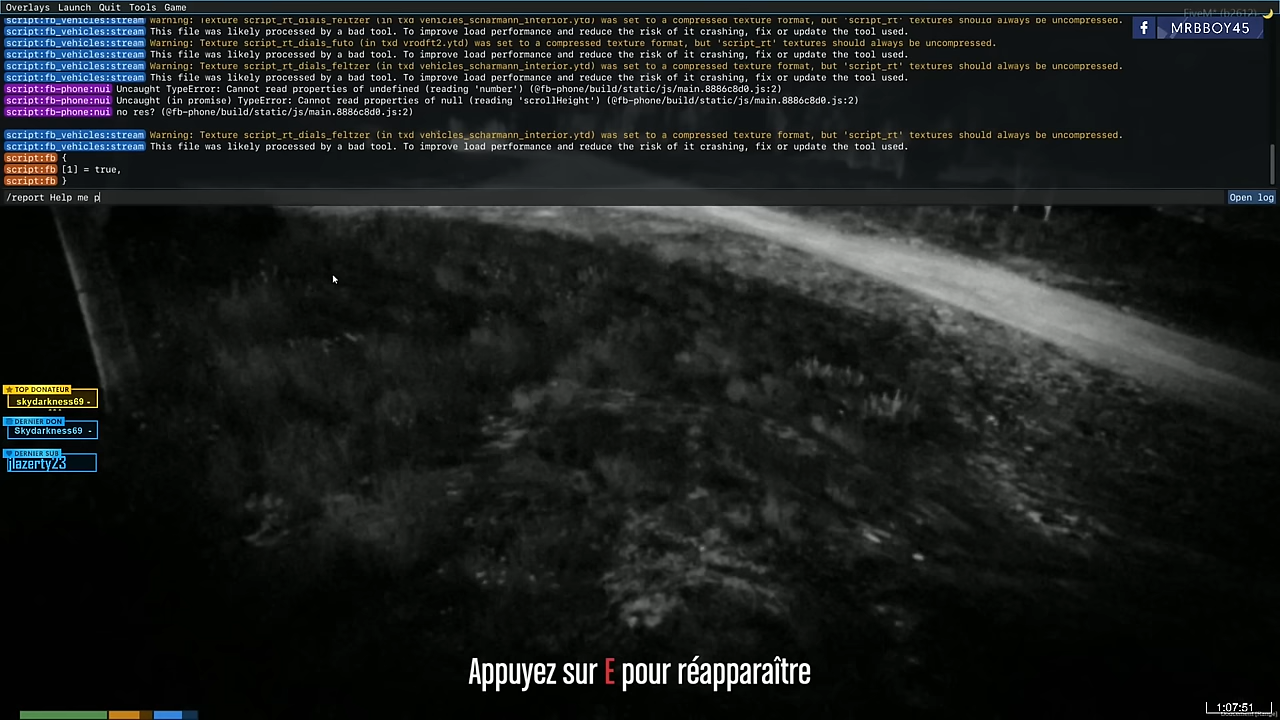 Overlays Launch Quit Tools Game
FiveM* (b2612)
script:fb_vehicles:stream Warning: Texture script_rt_dials_feltzer (in txd vehicles_scharmann_interior.ytd) was set to a compressed texture format, but 'script_rt' textures should always be uncompressed.
script:fb_vehicles:stream This file was likely processed by a bad tool. To improve load performance and reduce the risk of it crashing, fix or update the tool used.
MRBBOY45
script:fb_vehicles:stream Warning: Texture script_rt_dials_futo (in txd vrodft2.ytd) was set to a compressed texture format, but 'script_rt' textures should always be uncompressed.
script:fb_vehicles:stream This file was likely processed by a bad tool. To improve load performance and reduce the risk of it crashing, fix or update the tool used.
script:fb_vehicles:stream Warning: Texture script_rt_dials_feltzer (in txd vehicles_scharmann_interior.ytd) was set to a compressed texture format, but 'script_rt' textures should always be uncompressed.
script:fb_vehicles:stream This file was likely processed by a bad tool. To improve load performance and reduce the risk of it crashing, fix or update the tool used.
script:fb-phone:nui Uncaught TypeError: Cannot read properties of undefined (reading 'number') (@fb-phone/build/static/js/main.8886c8d0.js:2)
script:fb-phone:nui Uncaught (in promise) TypeError: Cannot read properties of null (reading 'scrollHeight') (@fb-phone/build/static/js/main.8886c8d0.js:2)
script:fb-phone:nui no res? (@fb-phone/build/static/js/main.8886c8d0.js:2)
script:fb_vehicles:stream Warning: Texture script_rt_dials_feltzer (in txd vehicles_scharmann_interior.ytd) was set to a compressed texture format, but 'script_rt' textures should always be uncompressed.
script:fb_vehicles:stream This file was likely processed by a bad tool. To improve load performance and reduce the risk of it crashing, fix or update the tool used.
script:fb {
script:fb [1] = true,
script:fb }
/report Help me p
Open log
TOP DONATEUR
skydarkness69 -
DERNIER DON
Skydarkness69 -
DERNIER SUB
jlazerty23
Appuyez sur E pour réapparaître
1:07:51